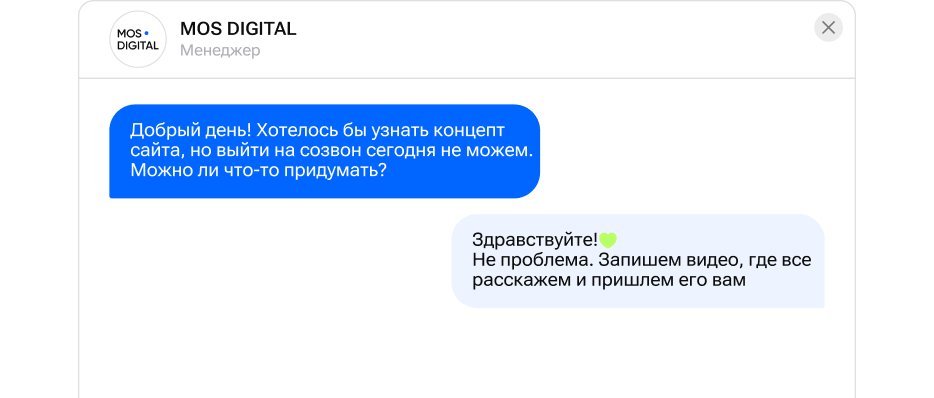 MOS
DIGITAL
MOS DIGITAL
Менеджер
Добрый день! Хотелось бы узнать концепт
сайта, но выйти на созвон сегодня не можем.
Можно ли что-то придумать?
Здравствуйте!💚
Не проблема. Запишем видео, где все
расскажем и пришлем его вам